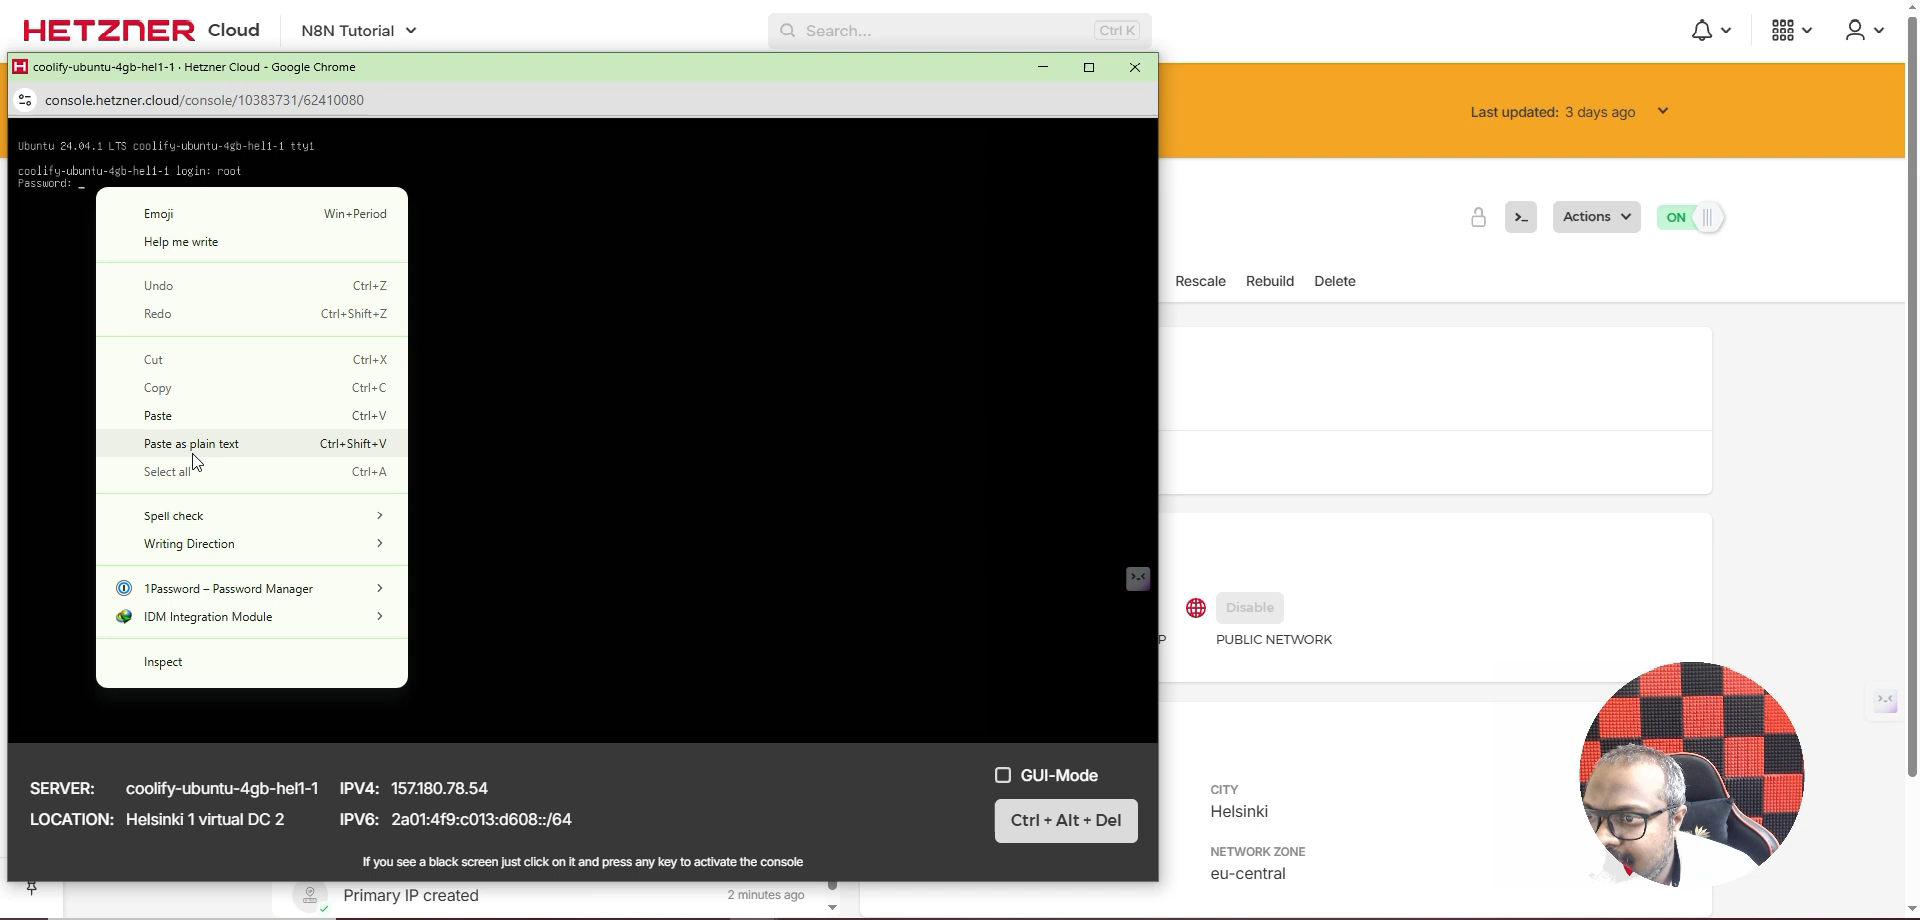 HETZNER Cloud
N8N Tutorial
Search...
Ctrl K
coolify-ubuntu-4gb-hel1-1 · Hetzner Cloud - Google Chrome
console.hetzner.cloud/console/10383731/62410080
Last updated: 3 days ago
Ubuntu 24.04.1 LTS coolify-ubuntu-4gb-hel1-1 tty1
coolify-ubuntu-4gb-hel1-1 login: root
Password: _
Emoji Win+Period
Help me write
Undo Ctrl+Z
Redo Ctrl+Shift+Z
Cut Ctrl+X
Copy Ctrl+C
Paste Ctrl+V
Paste as plain text Ctrl+Shift+V
Select all Ctrl+A
Spell check
Writing Direction
1Password – Password Manager
IDM Integration Module
Inspect
Actions
ON
Rescale Rebuild Delete
Disable
P
PUBLIC NETWORK
GUI-Mode
SERVER: coolify-ubuntu-4gb-hel1-1 IPV4: 157.180.78.54
LOCATION: Helsinki 1 virtual DC 2 IPV6: 2a01:4f9:c013:d608::/64
Ctrl + Alt + Del
If you see a black screen just click on it and press any key to activate the console
CITY
Helsinki
NETWORK ZONE
eu-central
Primary IP created 2 minutes ago